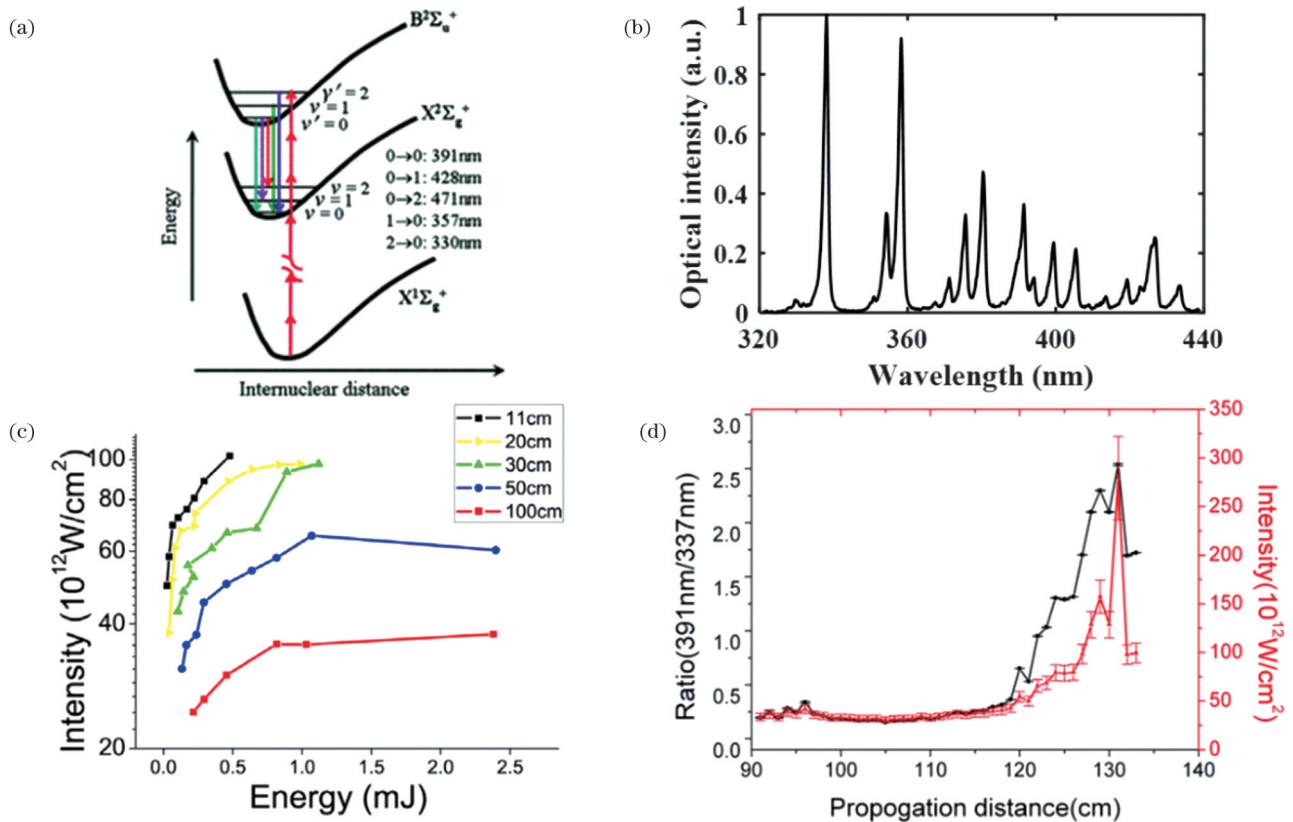 (a)
B²Σᵤ⁺
ν′ = 2
ν′ = 1
ν′ = 0
X²Σg⁺
0→0: 391nm
0→1: 428nm
0→2: 471nm
1→0: 357nm
2→0: 330nm
ν = 2
ν = 1
ν = 0
X¹Σg⁺
Energy
Internuclear distance
(b)
Optical intensity (a.u.)
1
0.8
0.6
0.4
0.2
0
320
360
400
440
Wavelength (nm)
(c)
11cm
20cm
30cm
50cm
100cm
Intensity (10¹²W/cm²)
100
80
60
40
20
0.0
0.5
1.0
1.5
2.0
2.5
Energy (mJ)
(d)
Ratio(391nm/337nm)
3.0
2.5
2.0
1.5
1.0
0.5
0.0
350
300
250
200
150
100
50
0
Intensity(10¹²W/cm²)
90
100
110
120
130
140
Propogation distance(cm)